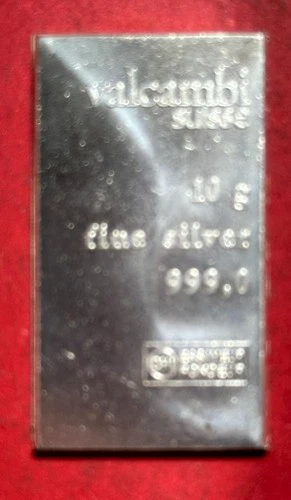 valcambi
suisse
10 g
fine silver
999,0